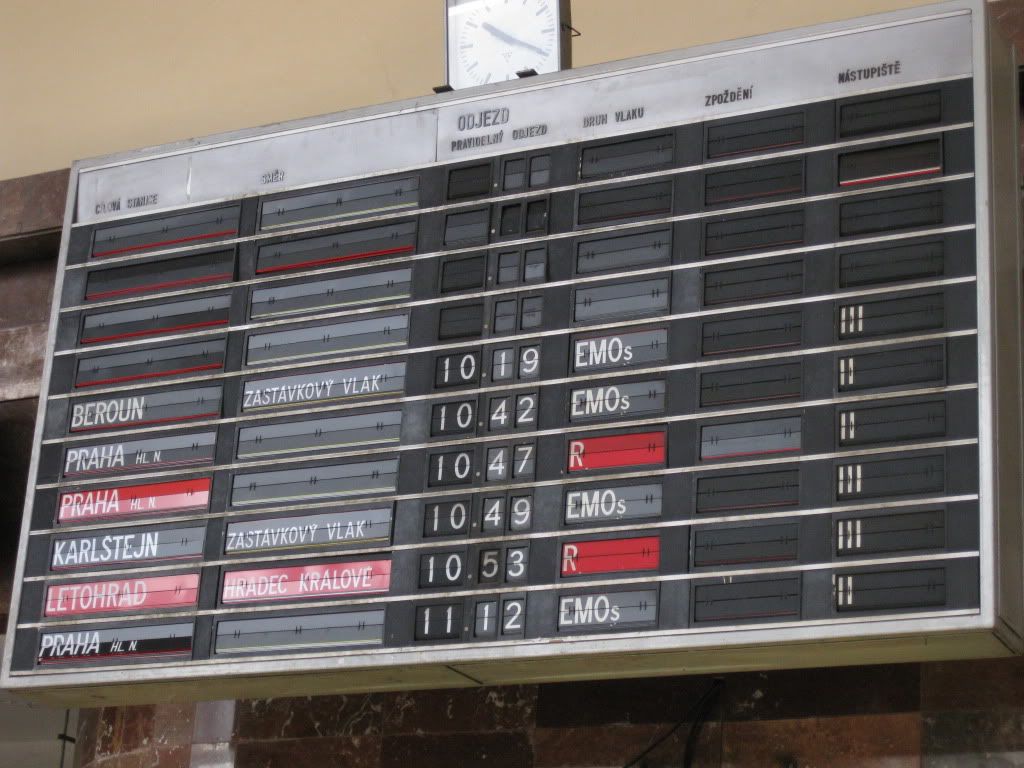 ODJEZD
CÍLOVÁ STANICE SMĚR PRAVIDELNÝ ODJEZD DRUH VLAKU ZPOŽDĚNÍ NÁSTUPIŠTĚ
BEROUN ZASTÁVKOVÝ VLAK 10.19 EMOs III
PRAHA HL.N. 10.42 EMOs II
PRAHA HL.N. 10.47 R II
KARLŠTEJN ZASTÁVKOVÝ VLAK 10.49 EMOs III
LETOHRAD HRADEC KRÁLOVÉ 10.53 R III
PRAHA HL.N. 11.12 EMOs II